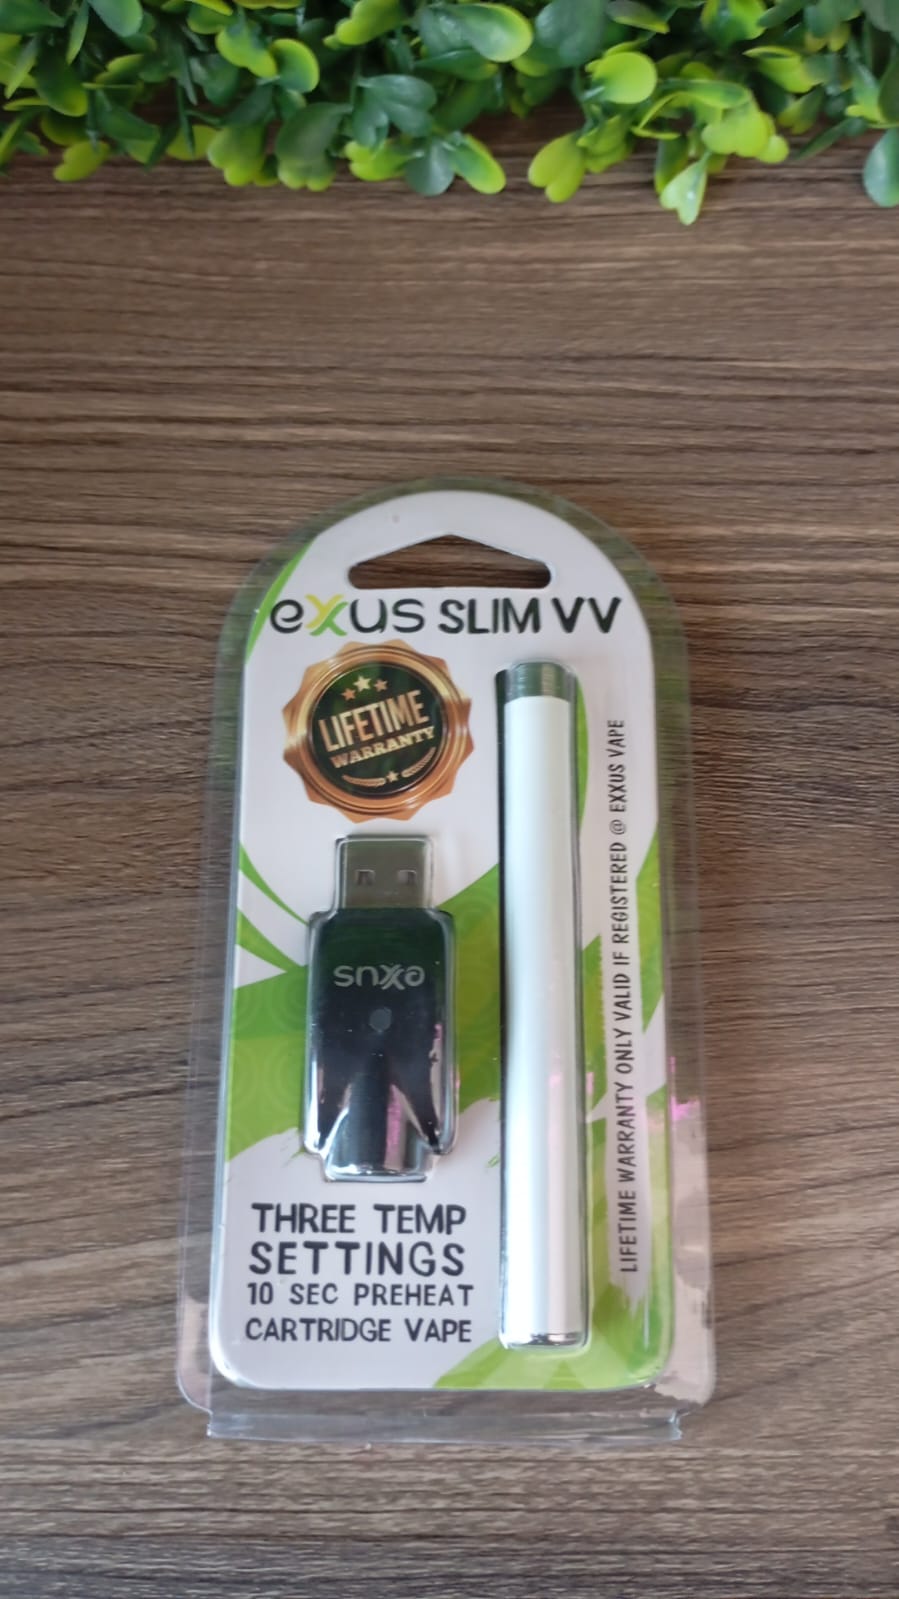 exxus SLIM VV
LIFETIME
WARRANTY
exxus
THREE TEMP
SETTINGS
10 SEC PREHEAT
CARTRIDGE VAPE
LIFETIME WARRANTY ONLY VALID IF REGISTERED @ EXXUS VAPE